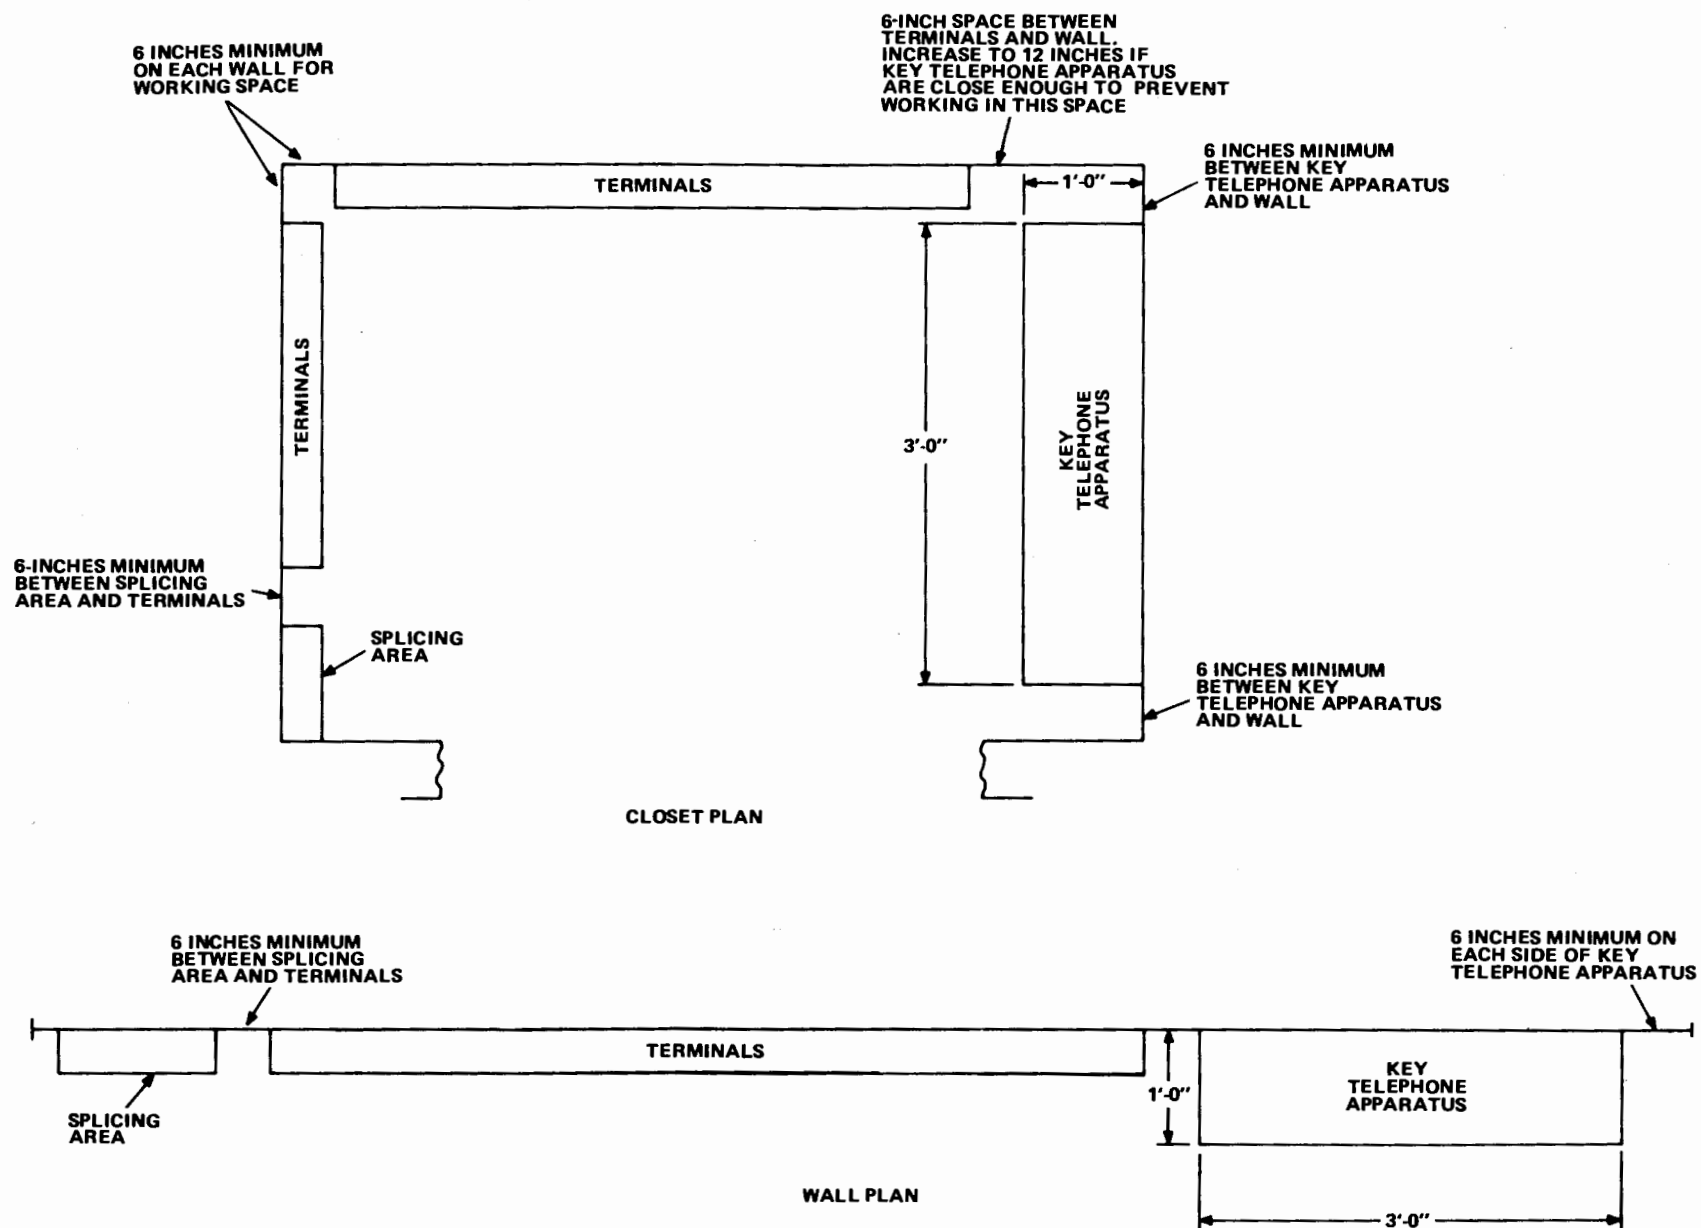 6 INCHES MINIMUM
ON EACH WALL FOR
WORKING SPACE
6-INCH SPACE BETWEEN
TERMINALS AND WALL.
INCREASE TO 12 INCHES IF
KEY TELEPHONE APPARATUS
ARE CLOSE ENOUGH TO PREVENT
WORKING IN THIS SPACE
6 INCHES MINIMUM
BETWEEN KEY
TELEPHONE APPARATUS
AND WALL
TERMINALS
1'-0"
TERMINALS
3'-0"
KEY
TELEPHONE
APPARATUS
6-INCHES MINIMUM
BETWEEN SPLICING
AREA AND TERMINALS
SPLICING
AREA
6 INCHES MINIMUM
BETWEEN KEY
TELEPHONE APPARATUS
AND WALL
CLOSET PLAN
6 INCHES MINIMUM
BETWEEN SPLICING
AREA AND TERMINALS
6 INCHES MINIMUM ON
EACH SIDE OF KEY
TELEPHONE APPARATUS
TERMINALS
1'-0"
KEY
TELEPHONE
APPARATUS
SPLICING
AREA
WALL PLAN
3'-0"